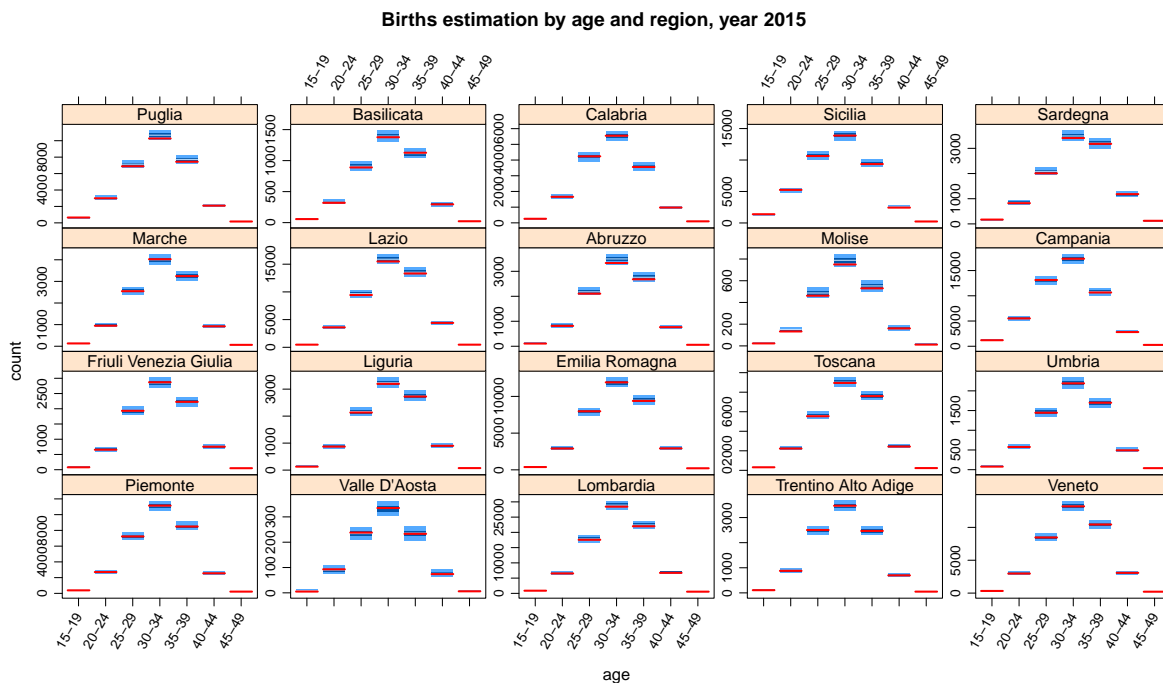 Births estimation by age and region, year 2015
15−19 20−24 25−29 30−34 35−39 40−44 45−49 15−19 20−24 25−29 30−34 35−39 40−44 45−49
Puglia Basilicata Calabria Sicilia Sardegna
0 4000 8000
0 500 1000 1500
0 2000 4000 6000
0 5000 15000
0 1000 3000
Marche Lazio Abruzzo Molise Campania
0 1000 3000
0 5000 15000
0 1000 3000
0 200 600
0 5000 15000
Friuli Venezia Giulia Liguria Emilia Romagna Toscana Umbria
0 1000 2500
0 1000 3000
0 5000 10000
0 2000 6000
0 500 1500
Piemonte Valle D'Aosta Lombardia Trentino Alto Adige Veneto
0 4000 8000
0 100 200 300
0 10000 25000
0 1000 3000
0 5000
15−19 20−24 25−29 30−34 35−39 40−44 45−49 15−19 20−24 25−29 30−34 35−39 40−44 45−49 15−19 20−24 25−29 30−34 35−39 40−44 45−49
count
age